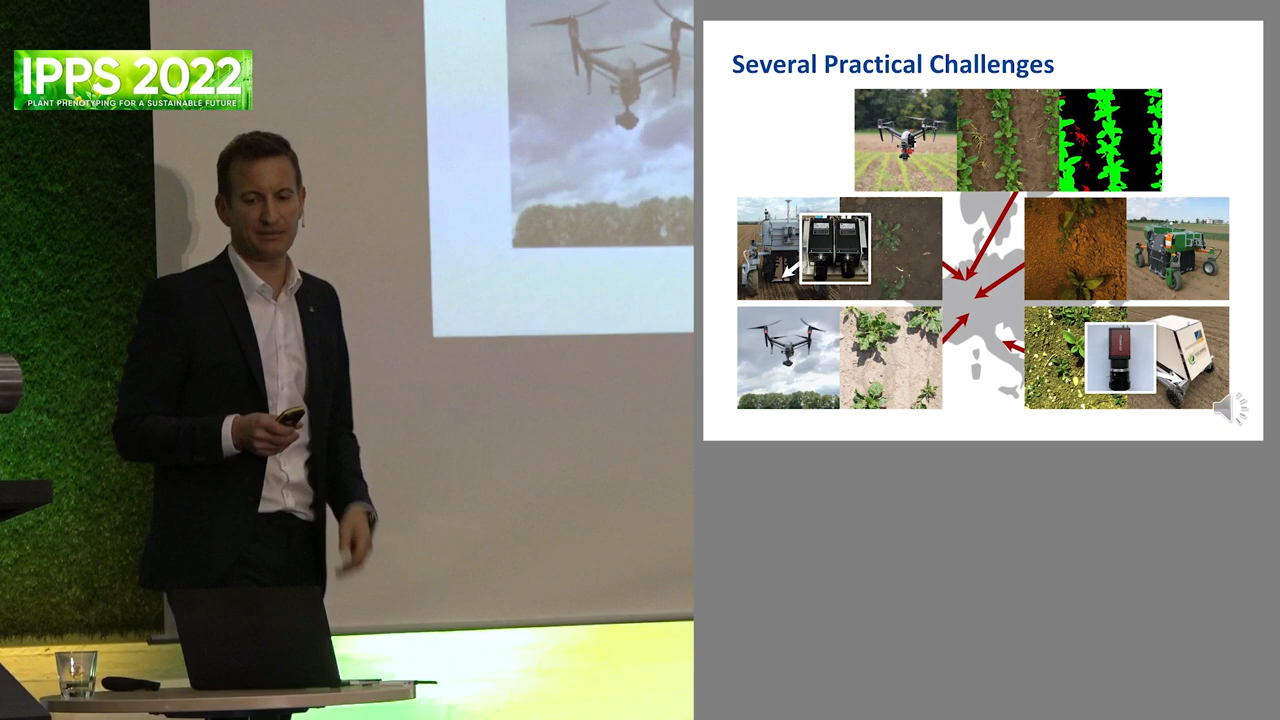 IPPS 2022
PLANT PHENOTYPING FOR A SUSTAINABLE FUTURE
Several Practical Challenges